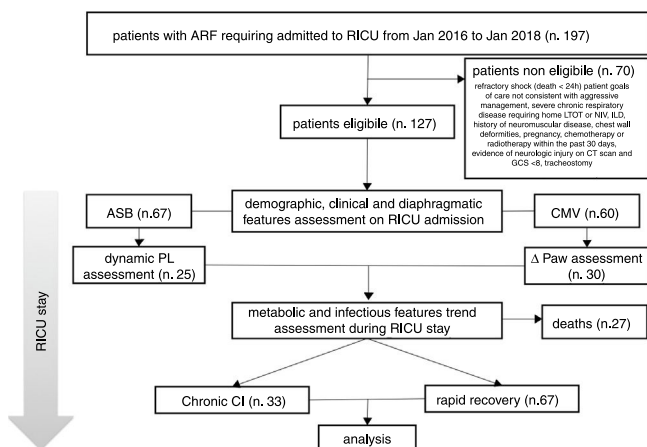 patients with ARF requiring admitted to RICU from Jan 2016 to Jan 2018 (n. 197)
patients non eligible (n. 70)
refractory shock (death < 24h) patient goals
of care not consistent with aggressive
management, severe chronic respiratory
disease requiring home LTOT or NIV, ILD,
history of neuromuscular disease, chest wall
deformities, pregnancy, chemotherapy or
radiotherapy within the past 30 days,
evidence of neurologic injury on CT scan and
GCS <8, tracheostomy
patients eligible (n. 127)
ASB (n.67)
demographic, clinical and diaphragmatic
features assessment on RICU admission
CMV (n.60)
dynamic PL
assessment (n. 25)
Δ Paw assessment
(n. 30)
RICU stay
metabolic and infectious features trend
assessment during RICU stay
deaths (n.27)
Chronic CI (n. 33)
rapid recovery (n.67)
analysis